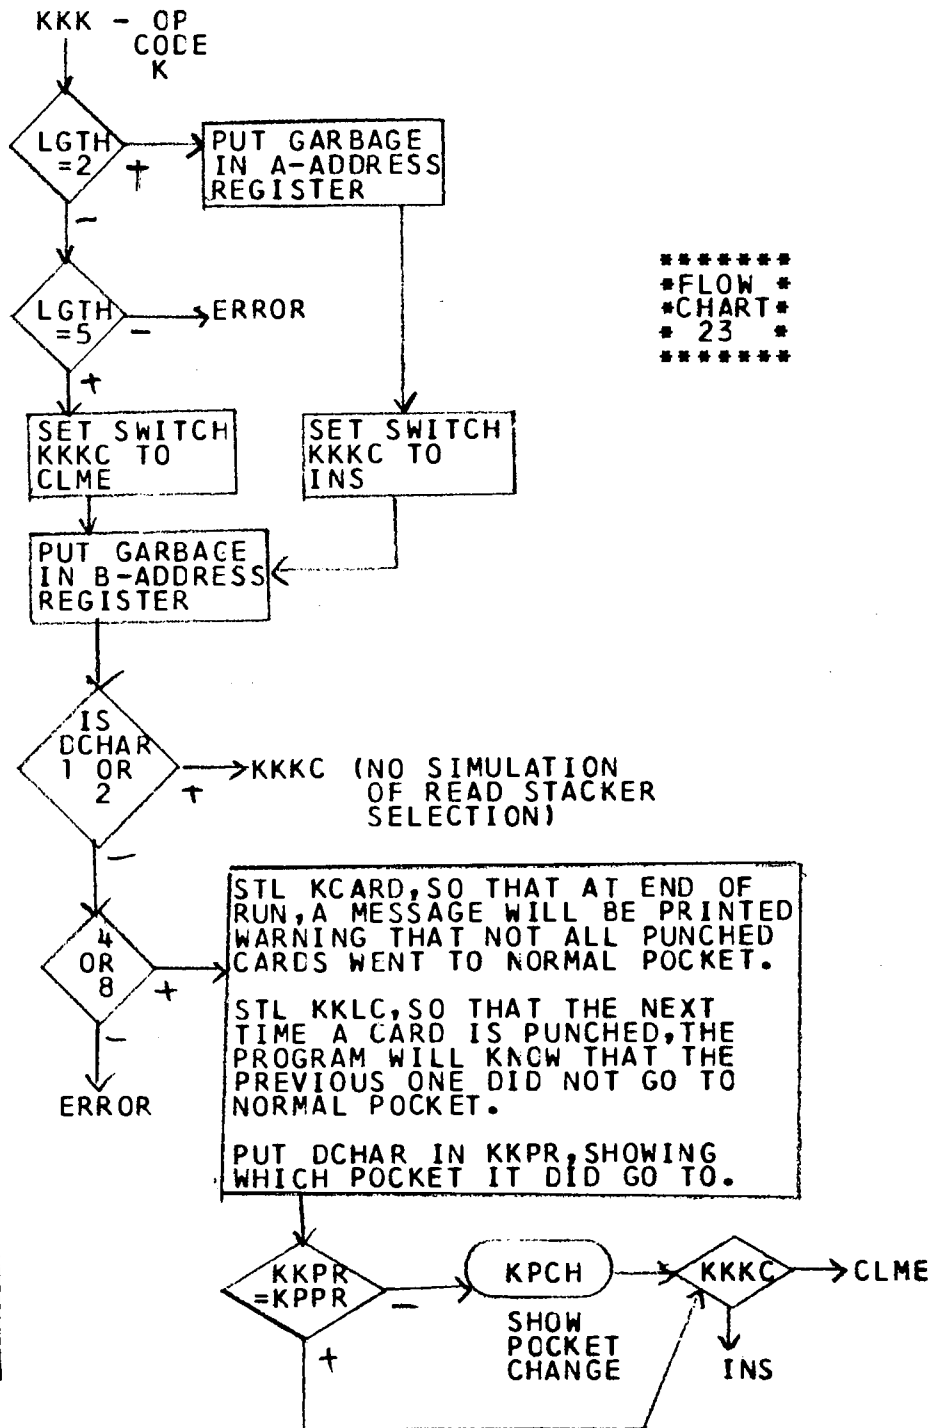 KKK - OP
CODE
K
LGTH
=2
+
-
PUT GARBAGE
IN A-ADDRESS
REGISTER
*******
*FLOW *
*CHART*
* 23 *
*******
LGTH
=5
-
ERROR
+
SET SWITCH
KKKC TO
CLME
SET SWITCH
KKKC TO
INS
PUT GARBACE
IN B-ADDRESS
REGISTER
IS
DCHAR
1 OR
2
+
KKKC (NO SIMULATION
OF READ STACKER
SELECTION)
-
4
OR
8
+
-
ERROR
STL KCARD,SO THAT AT END OF
RUN,A MESSAGE WILL BE PRINTED
WARNING THAT NOT ALL PUNCHED
CARDS WENT TO NORMAL POCKET.
STL KKLC,SO THAT THE NEXT
TIME A CARD IS PUNCHED,THE
PROGRAM WILL KNOW THAT THE
PREVIOUS ONE DID NOT GO TO
NORMAL POCKET.
PUT DCHAR IN KKPR,SHOWING
WHICH POCKET IT DID GO TO.
KKPR
=KPPR
-
+
KPCH
SHOW
POCKET
CHANGE
KKKC
CLME
INS